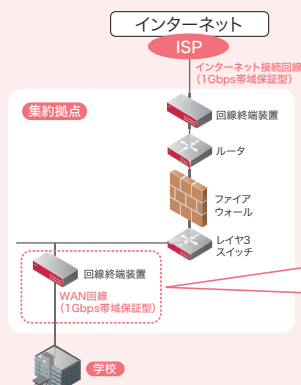 インターネット
ISP
インターネット接続回線
（1Gbps帯域保証型）
集約拠点
回線終端装置
ルータ
ファイア
ウォール
レイヤ3
スイッチ
回線終端装置
WAN回線
（1Gbps帯域保証型）
学校